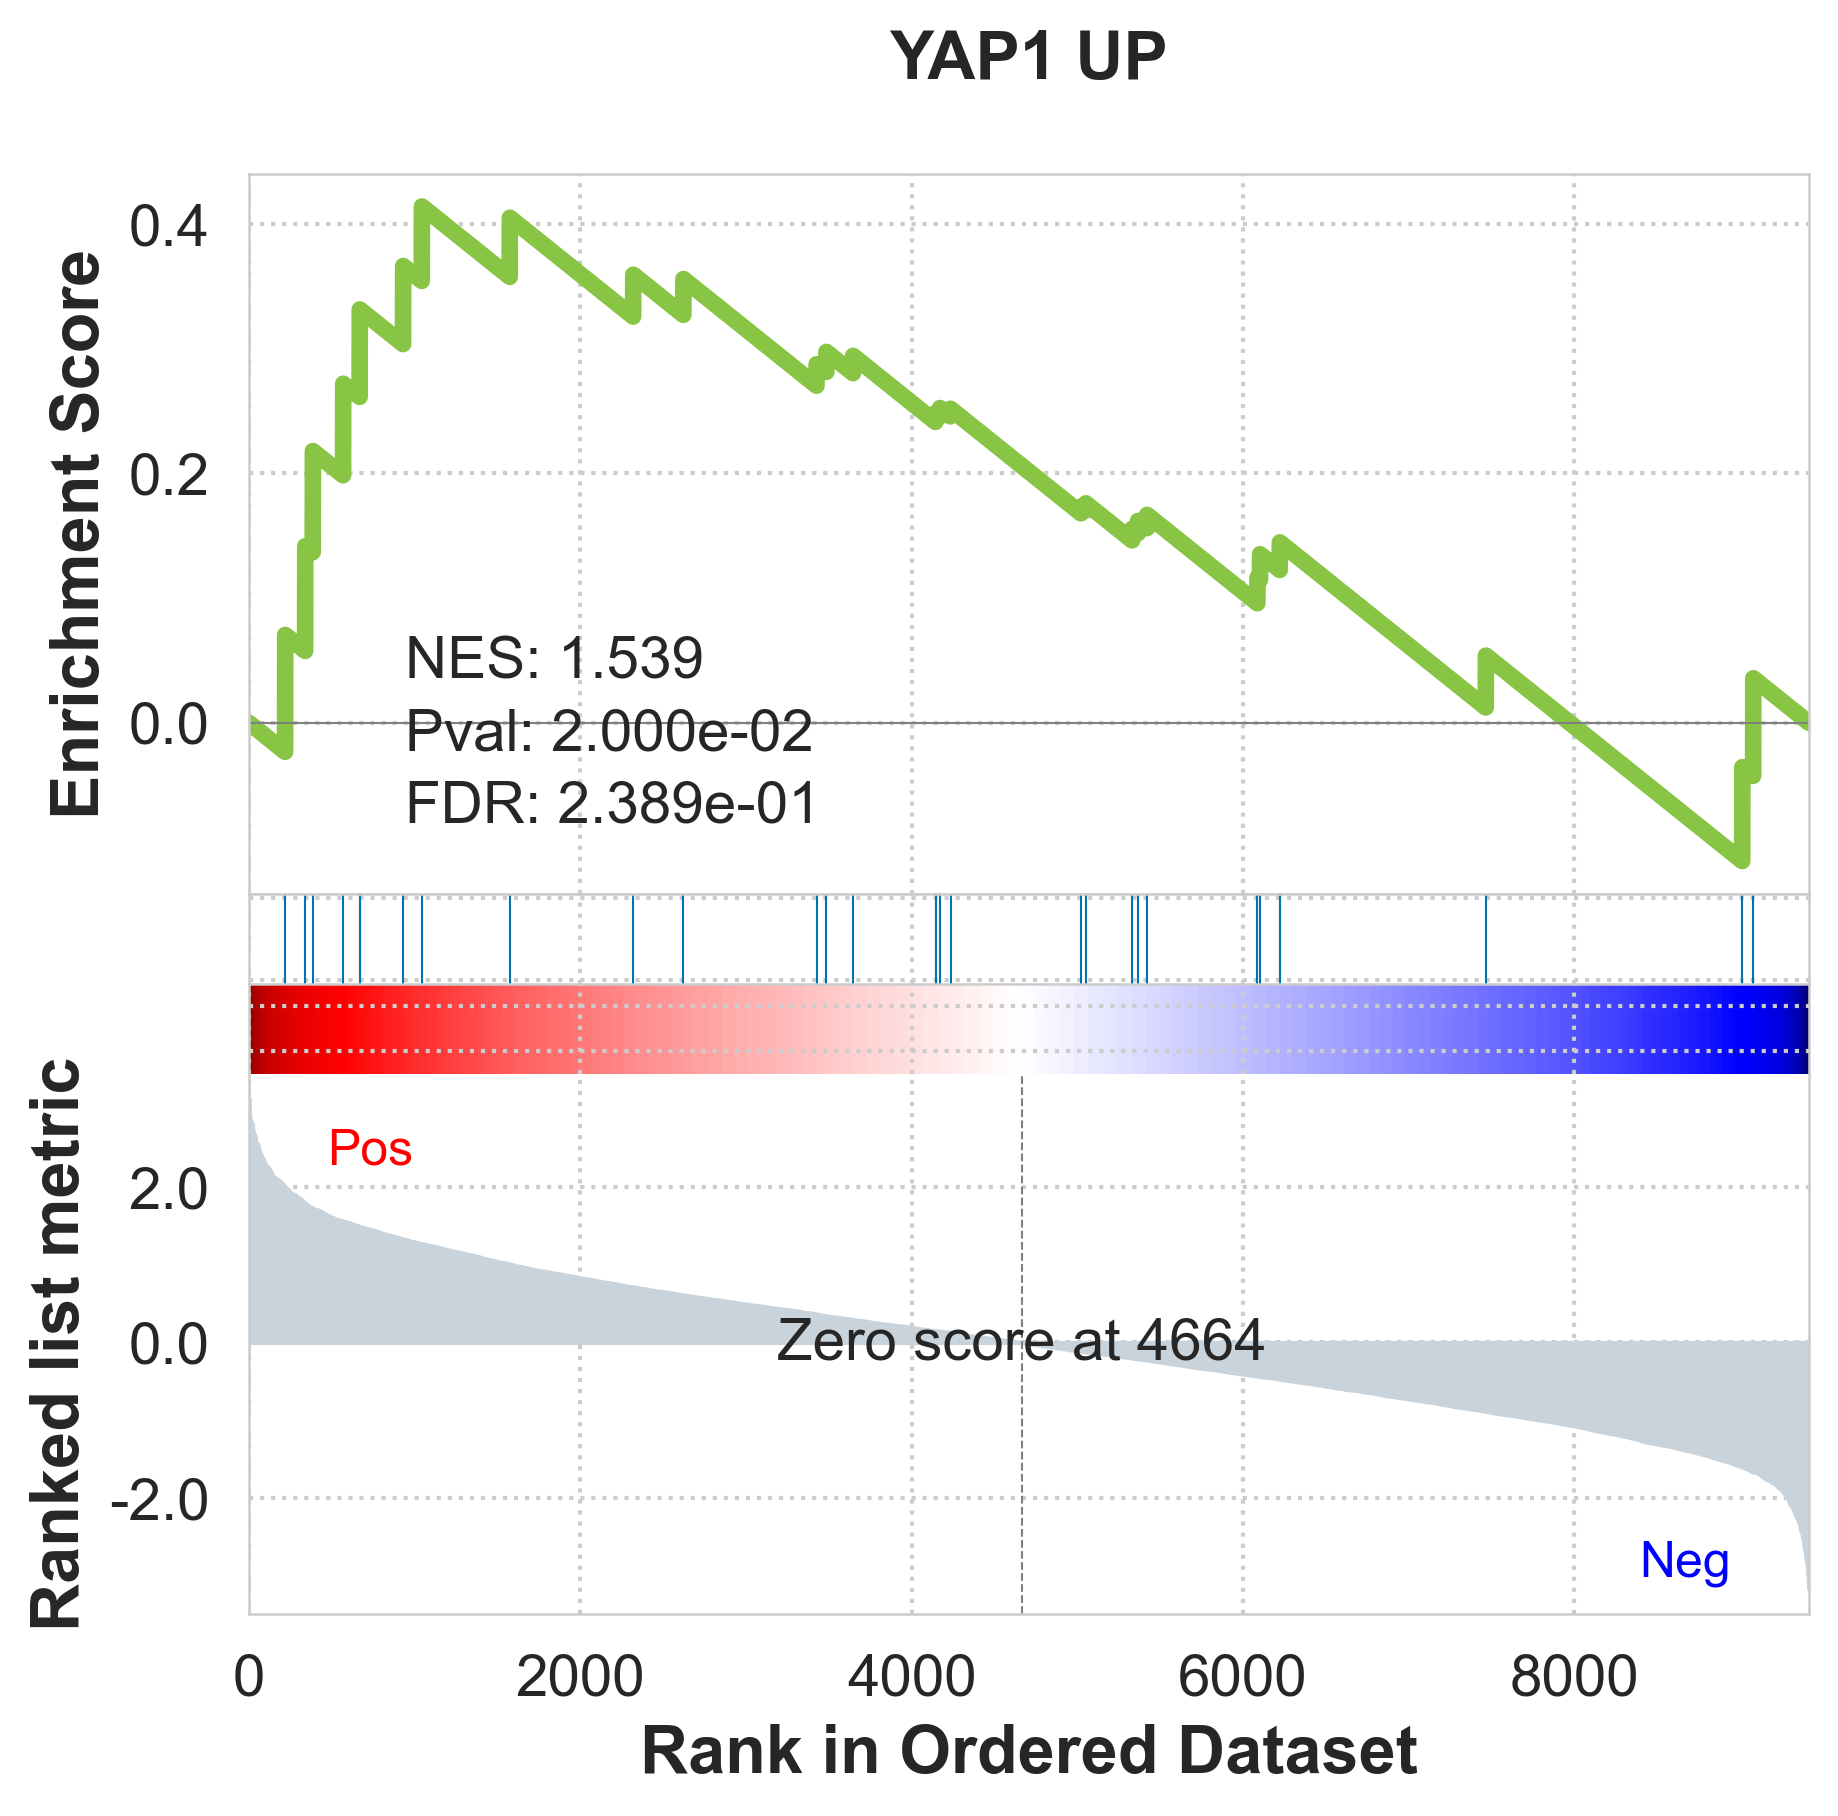 YAP1 UP
Enrichment Score
0.4
0.2
0.0
NES: 1.539
Pval: 2.000e-02
FDR: 2.389e-01
Ranked list metric
2.0
0.0
-2.0
Pos
Zero score at 4664
Neg
0 2000 4000 6000 8000
Rank in Ordered Dataset